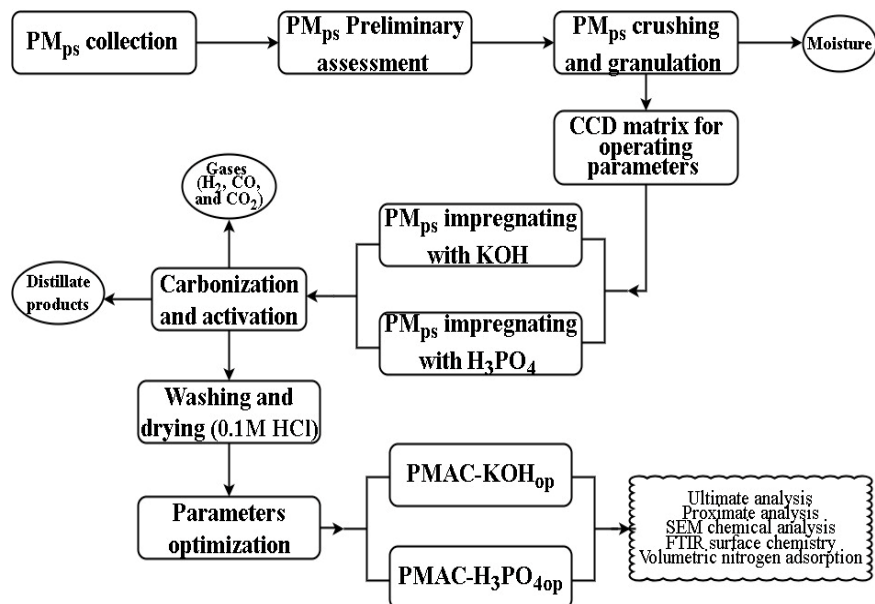 PMps collection
PMps Preliminary
assessment
PMps crushing
and granulation
Moisture
CCD matrix for
operating
parameters
Gases
(H2, CO,
and CO2)
PMps impregnating
with KOH
Distillate
products
Carbonization
and activation
PMps impregnating
with H3PO4
Washing and
drying (0.1M HCl)
Parameters
optimization
PMAC-KOHop
PMAC-H3PO4op
Ultimate analysis
Proximate analysis
SEM chemical analysis
FTIR surface chemistry
Volumetric nitrogen adsorption